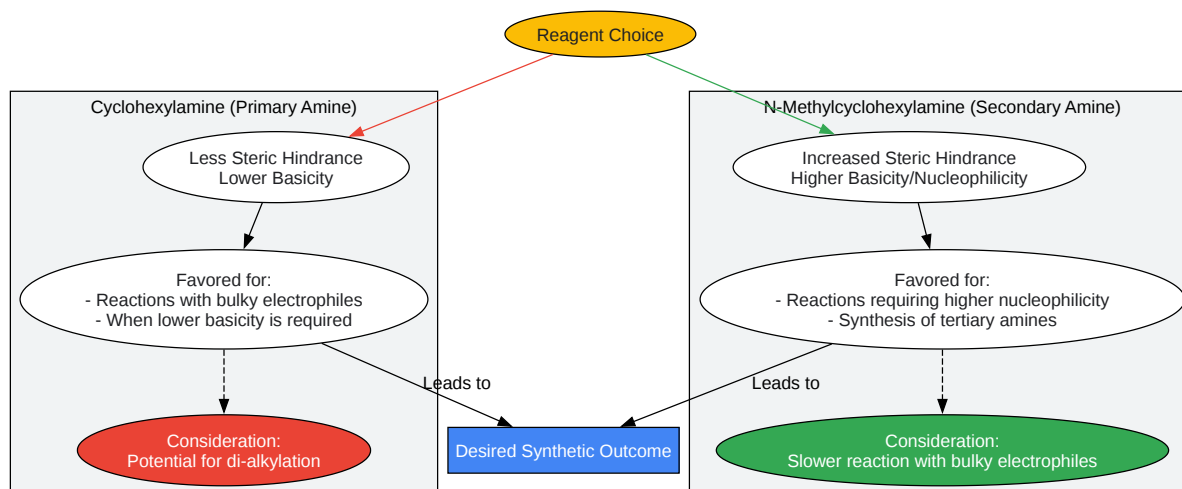 Reagent Choice
Cyclohexylamine (Primary Amine)
Less Steric Hindrance
Lower Basicity
Favored for:
- Reactions with bulky electrophiles
- When lower basicity is required
Leads to
Consideration:
Potential for di-alkylation
N-Methylcyclohexylamine (Secondary Amine)
Increased Steric Hindrance
Higher Basicity/Nucleophilicity
Favored for:
- Reactions requiring higher nucleophilicity
- Synthesis of tertiary amines
Leads to
Consideration:
Slower reaction with bulky electrophiles
Desired Synthetic Outcome